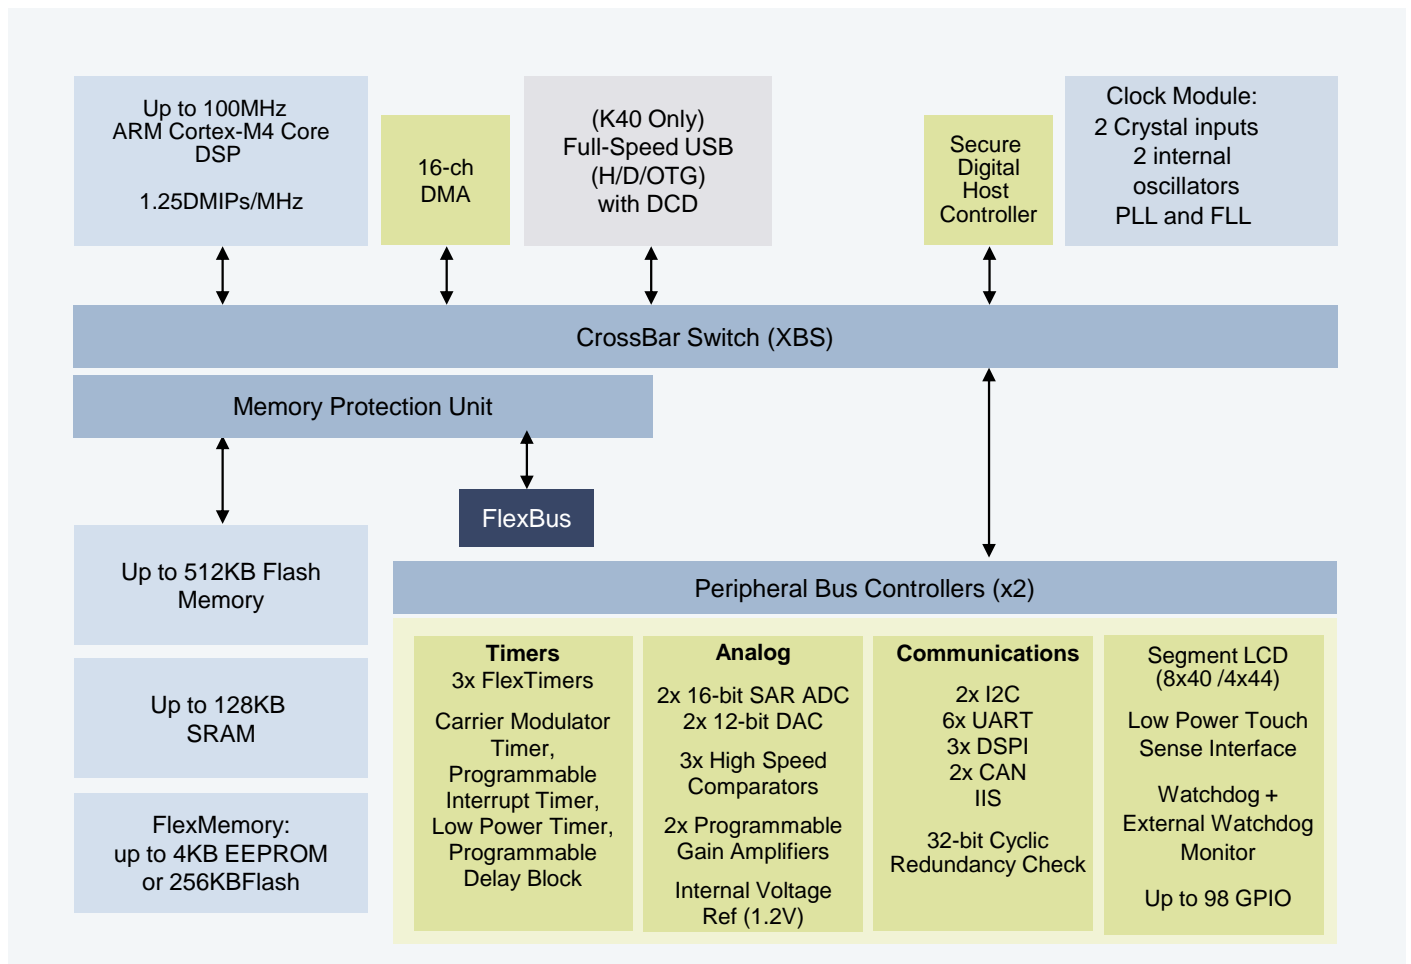 Up to 100MHz
ARM Cortex-M4 Core
DSP
1.25DMIPs/MHz
16-ch
DMA
(K40 Only)
Full-Speed USB
(H/D/OTG)
with DCD
Secure
Digital
Host
Controller
Clock Module:
2 Crystal inputs
2 internal
oscillators
PLL and FLL
CrossBar Switch (XBS)
Memory Protection Unit
FlexBus
Up to 512KB Flash
Memory
Up to 128KB
SRAM
FlexMemory:
up to 4KB EEPROM
or 256KBFlash
Peripheral Bus Controllers (x2)
Timers
3x FlexTimers
Carrier Modulator
Timer,
Programmable
Interrupt Timer,
Low Power Timer,
Programmable
Delay Block
Analog
2x 16-bit SAR ADC
2x 12-bit DAC
3x High Speed
Comparators
2x Programmable
Gain Amplifiers
Internal Voltage
Ref (1.2V)
Communications
2x I2C
6x UART
3x DSPI
2x CAN
IIS
32-bit Cyclic
Redundancy Check
Segment LCD
(8x40 /4x44)
Low Power Touch
Sense Interface
Watchdog +
External Watchdog
Monitor
Up to 98 GPIO